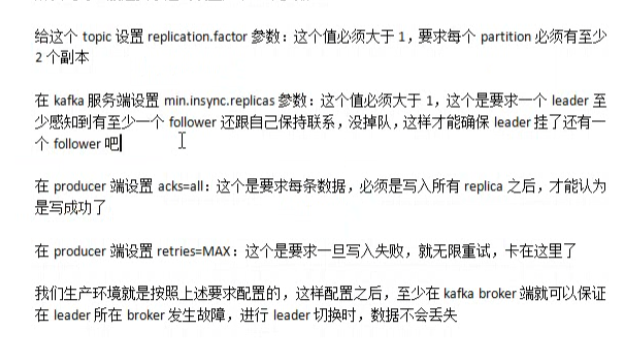 给这个 topic 设置 replication.factor 参数：这个值必须大于 1，要求每个 partition 必须有至少
2 个副本
在 kafka 服务端设置 min.insync.replicas 参数：这个值必须大于 1，这个是要求一个 leader 至
少感知到有至少一个 follower 还跟自己保持联系，没掉队，这样才能确保 leader 挂了还有一
个 follower 吧
在 producer 端设置 acks=all：这个是要求每条数据，必须是写入所有 replica 之后，才能认为
是写成功了
在 producer 端设置 retries=MAX：这个是要求一旦写入失败，就无限重试，卡在这里了
我们生产环境就是按照上述要求配置的，这样配置之后，至少在 kafka broker 端就可以保证
在 leader 所在 broker 发生故障，进行 leader 切换时，数据不会丢失